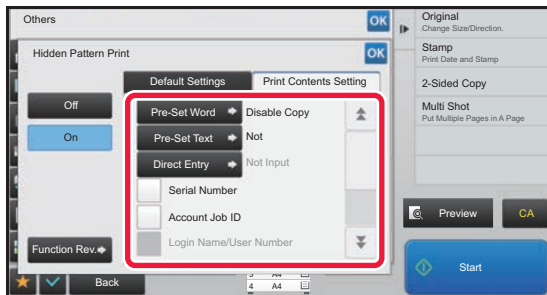 Others
OK
Hidden Pattern Print
OK
Default Settings
Print Contents Setting
Off
On
Pre-Set Word
Disable Copy
Pre-Set Text
Not
Direct Entry
Not Input
Serial Number
Account Job ID
Login Name/User Number
Function Rev.
Back
A4
4 A4
Original
Change Size/Direction.
Stamp
Print Date and Stamp
2-Sided Copy
Multi Shot
Put Multiple Pages in A Page
Preview
CA
Start